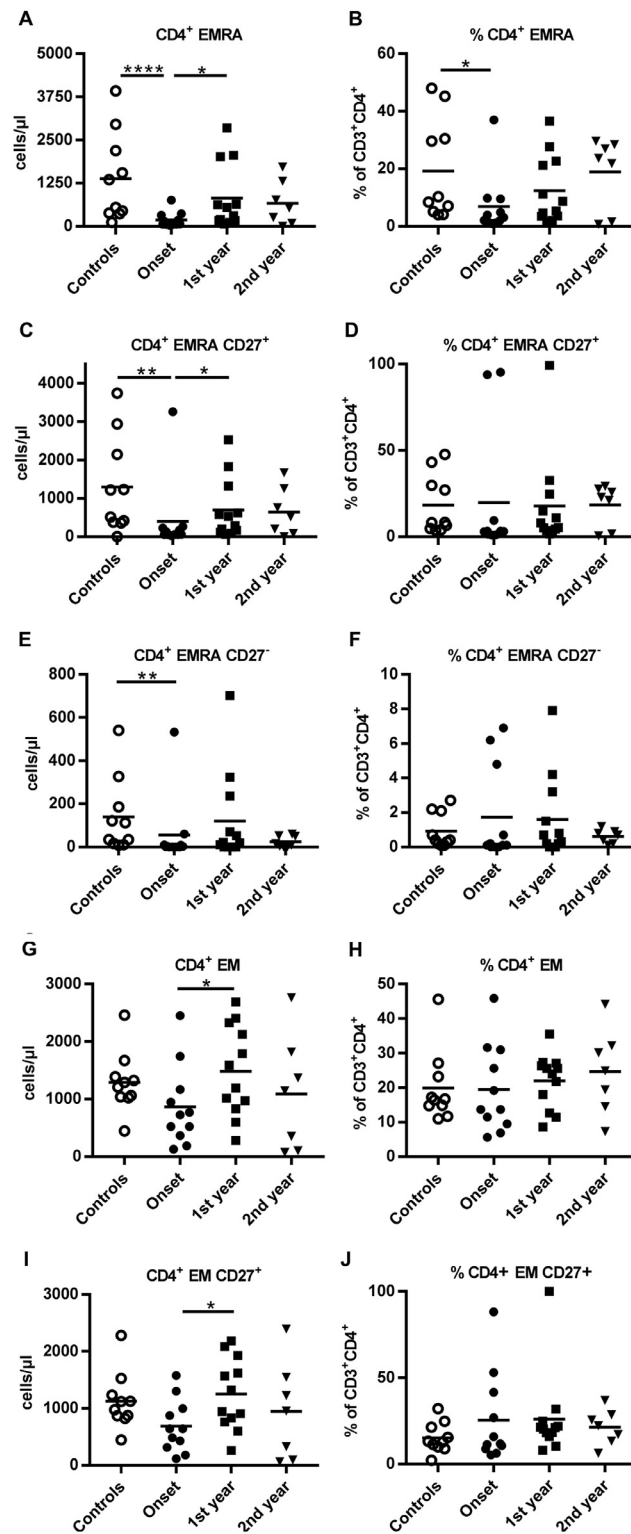 A
CD4⁺ EMRA
cells/µl
5000
3750
2500
1250
0
**** *
Controls Onset 1st year 2nd year
B
% CD4⁺ EMRA
% of CD3⁺CD4⁺
60
40
20
0
*
Controls Onset 1st year 2nd year
C
CD4⁺ EMRA CD27⁺
cells/µl
4000
3000
2000
1000
0
** *
Controls Onset 1st year 2nd year
D
% CD4⁺ EMRA CD27⁺
% of CD3⁺CD4⁺
100
50
0
Controls Onset 1st year 2nd year
E
CD4⁺ EMRA CD27⁻
cells/µl
800
600
400
200
0
**
Controls Onset 1st year 2nd year
F
% CD4⁺ EMRA CD27⁻
% of CD3⁺CD4⁺
10
8
6
4
2
0
Controls Onset 1st year 2nd year
G
CD4⁺ EM
cells/µl
3000
2000
1000
0
*
Controls Onset 1st year 2nd year
H
% CD4⁺ EM
% of CD3⁺CD4⁺
50
40
30
20
10
0
Controls Onset 1st year 2nd year
I
CD4⁺ EM CD27⁺
cells/µl
3000
2000
1000
0
*
Controls Onset 1st year 2nd year
J
% CD4+ EM CD27+
% of CD3⁺CD4⁺
100
50
0
Controls Onset 1st year 2nd year